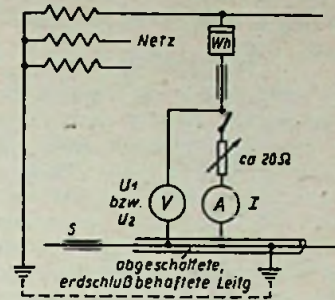 Netz
Wh
ca 20Ω
U1
bzw.
U2
V
A
I
S
abgeschaltete,
erdschlußbehaftete Leitg